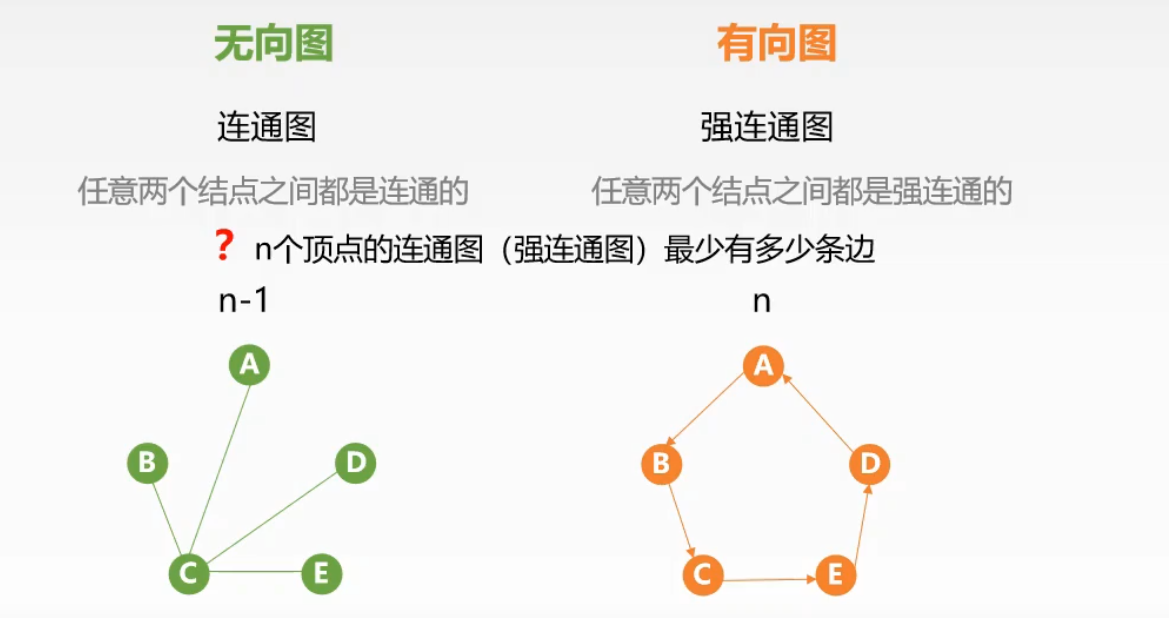 无向图 有向图
连通图 强连通图
任意两个结点之间都是连通的 任意两个结点之间都是强连通的
? n个顶点的连通图（强连通图）最少有多少条边
n-1 n
A A
B D B D
C E C E